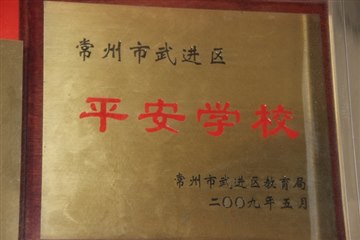 常州市武进区
平安学校
常州市武进区教育局
二〇〇九年五月